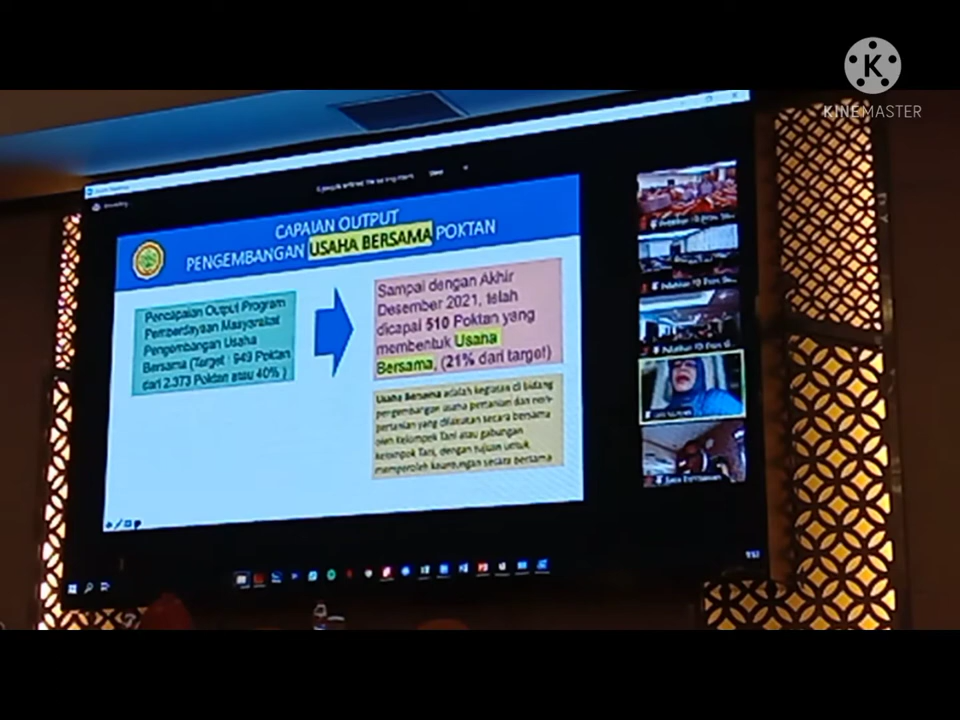 KINEMASTER
CAPAIAN OUTPUT
PENGEMBANGAN USAHA BERSAMA POKTAN
Pencapaian Output Program
Pemberdayaan Masyarakat
Pengembangan Usaha
Bersama (Target : 949 Poktan
dari 2.373 Poktan atau 40% )
Sampai dengan Akhir
Desember 2021, telah
dicapai 510 Poktan yang
membentuk Usaha
Bersama, (21% dari target)
Usaha Bersama adalah kegiatan di bidang
pengembangan usaha pertanian dan non-
pertanian yang dilakukan secara bersama
oleh Kelompok Tani atau gabungan
kelompok Tani, dengan tujuan untuk
memperoleh keuntungan secara bersama